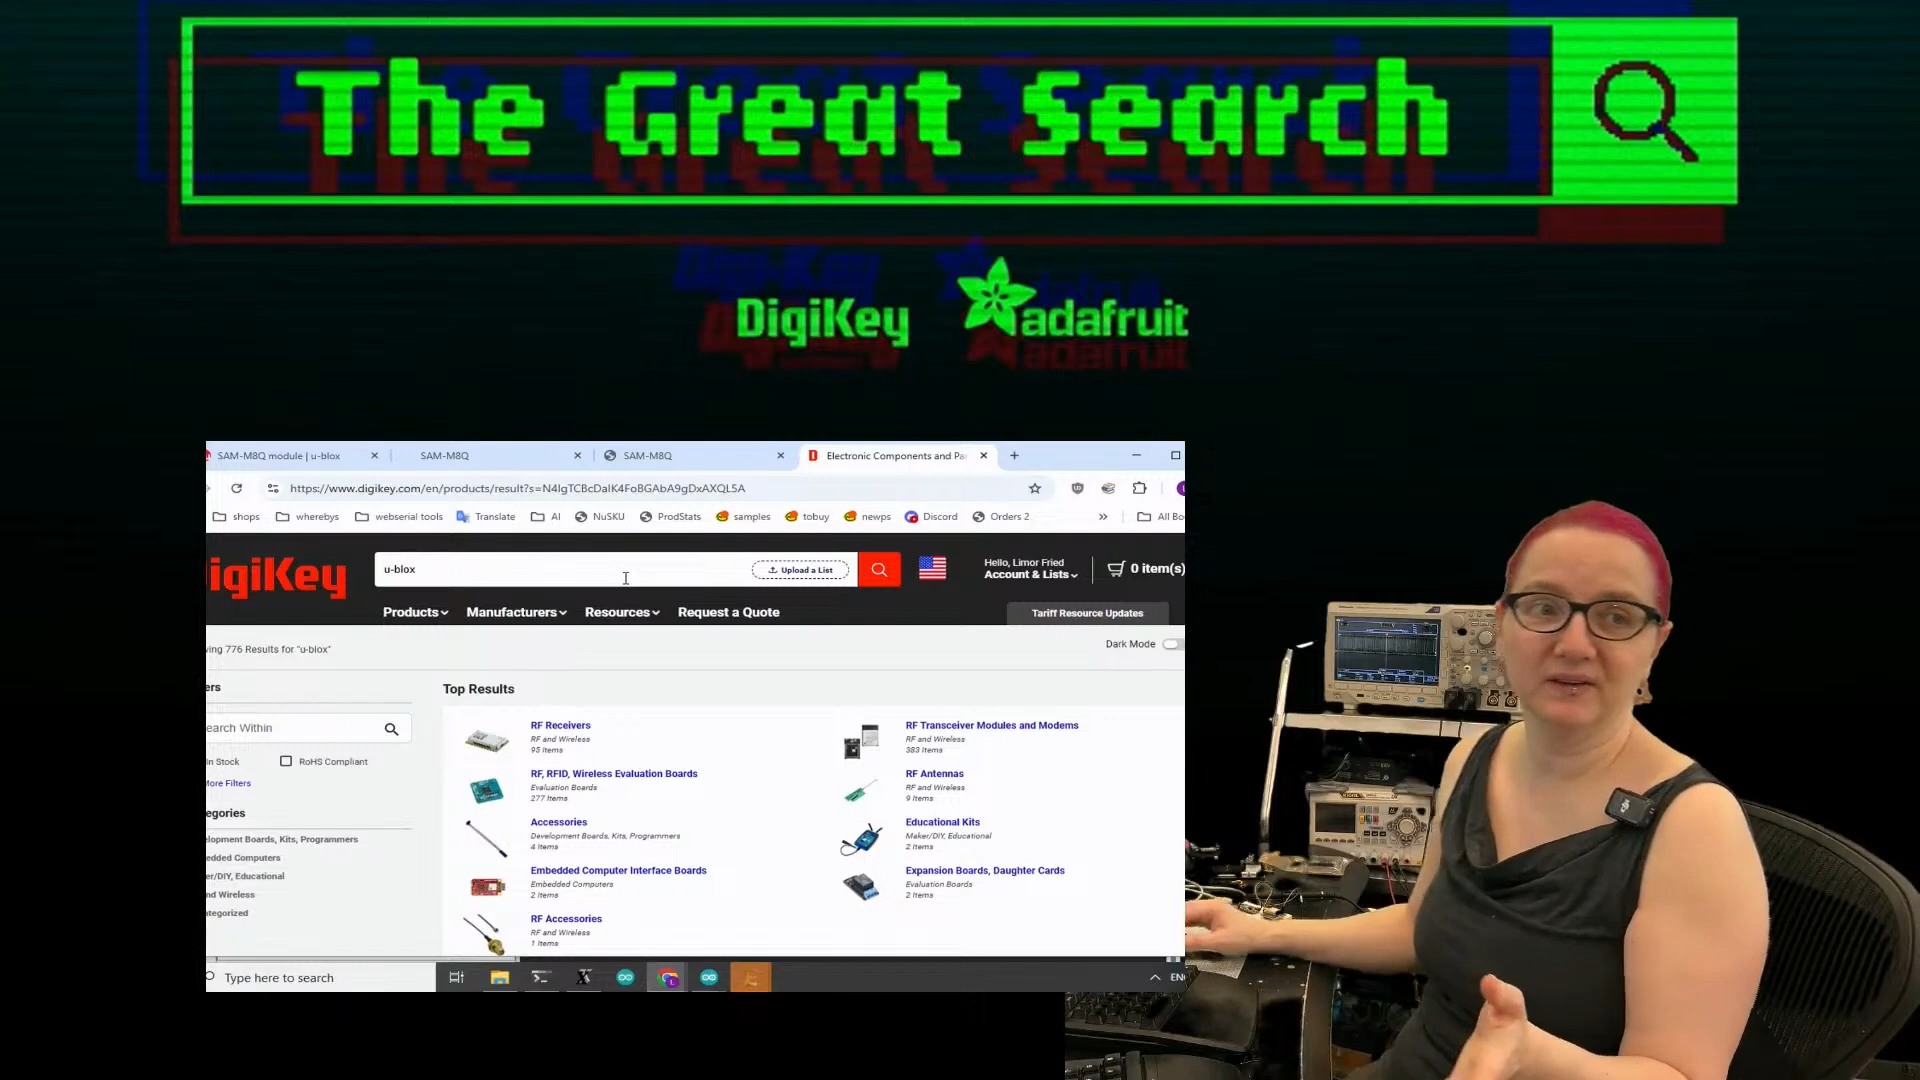 The Great Search
DigiKey
adafruit
SAM-M8Q module | u-blox
SAM-M8Q
SAM-M8Q
Electronic Components and Pa
https://www.digikey.com/en/products/result?s=N4IgTCBcDaIK4FoBGAbA9gDxAXQL5A
shops
wherebys
webserial tools
Translate
AI
NuSKU
ProdStats
samples
tobuy
newps
Discord
Orders 2
»
All Bo
igiKey
u-blox
Upload a List
Hello, Limor Fried
Account & Lists
0 item(s)
Products
Manufacturers
Resources
Request a Quote
Tariff Resource Updates
ving 776 Results for "u-blox"
Dark Mode
ers
Top Results
earch Within
In Stock
RoHS Compliant
More Filters
egories
elopment Boards, Kits, Programmers
edded Computers
er/DIY, Educational
nd Wireless
ategorized
RF Receivers
RF and Wireless
95 Items
RF Transceiver Modules and Modems
RF and Wireless
383 Items
RF, RFID, Wireless Evaluation Boards
Evaluation Boards
277 Items
RF Antennas
RF and Wireless
9 Items
Accessories
Development Boards, Kits, Programmers
4 Items
Educational Kits
Maker/DIY, Educational
2 Items
Embedded Computer Interface Boards
Embedded Computers
2 Items
Expansion Boards, Daughter Cards
Evaluation Boards
2 Items
RF Accessories
RF and Wireless
1 Items
Type here to search
EN